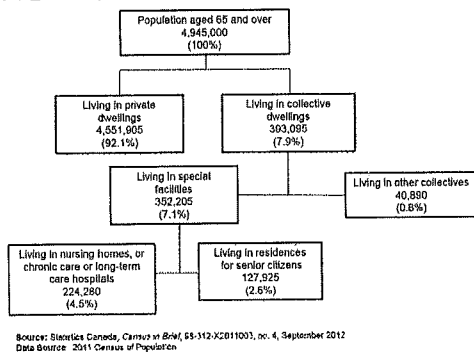 Population aged 65 and over
4,945,000
(100%)
Living in private
dwellings
4,551,905
(92.1%)
Living in collective
dwellings
393,095
(7.9%)
Living in special
facilities
352,205
(7.1%)
Living in other collectives
40,890
(0.8%)
Living in nursing homes, or
chronic care or long-term
care hospitals
224,280
(4.5%)
Living in residences
for senior citizens
127,925
(2.6%)
Source: Statistics Canada, Census in Brief, 98-312-X2011003, no. 4, September 2012
Data Source: 2011 Census of Population